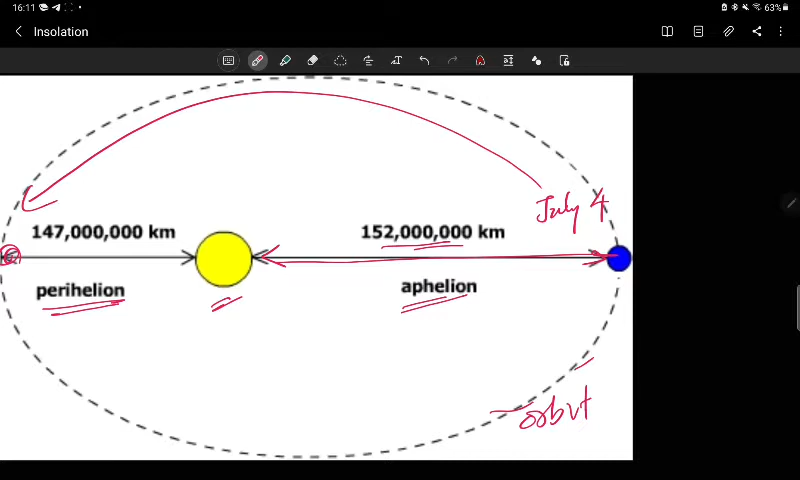 16:11
63%
Insolation
July 4
147,000,000 km
152,000,000 km
perihelion
aphelion
orbit